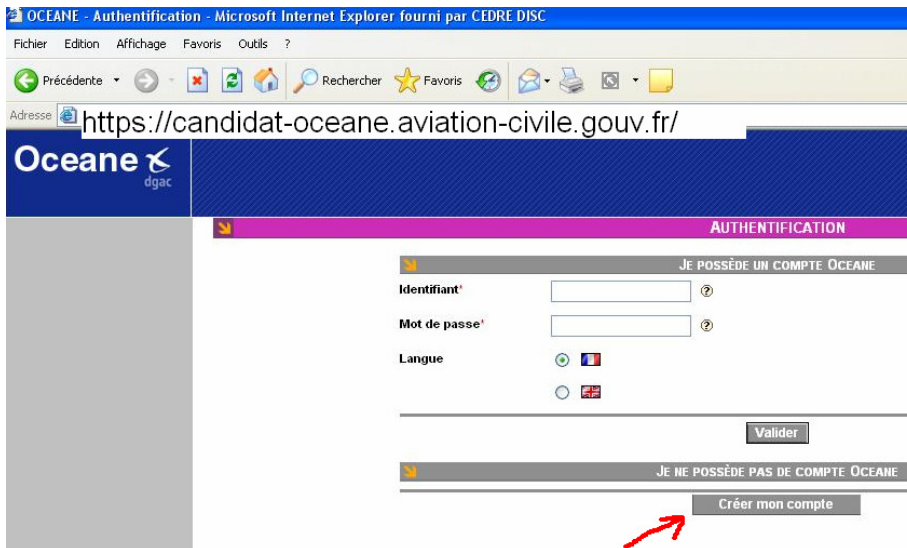 OCEANE - Authentification - Microsoft Internet Explorer fourni par CEDRE DISC
Fichier Edition Affichage Favoris Outils ?
Précédente Rechercher Favoris
Adresse https://candidat-oceane.aviation-civile.gouv.fr/
Oceane
dgac
AUTHENTIFICATION
JE POSSÈDE UN COMPTE OCEANE
Identifiant*
Mot de passe*
Langue
Valider
JE NE POSSÈDE PAS DE COMPTE OCEANE
Créer mon compte